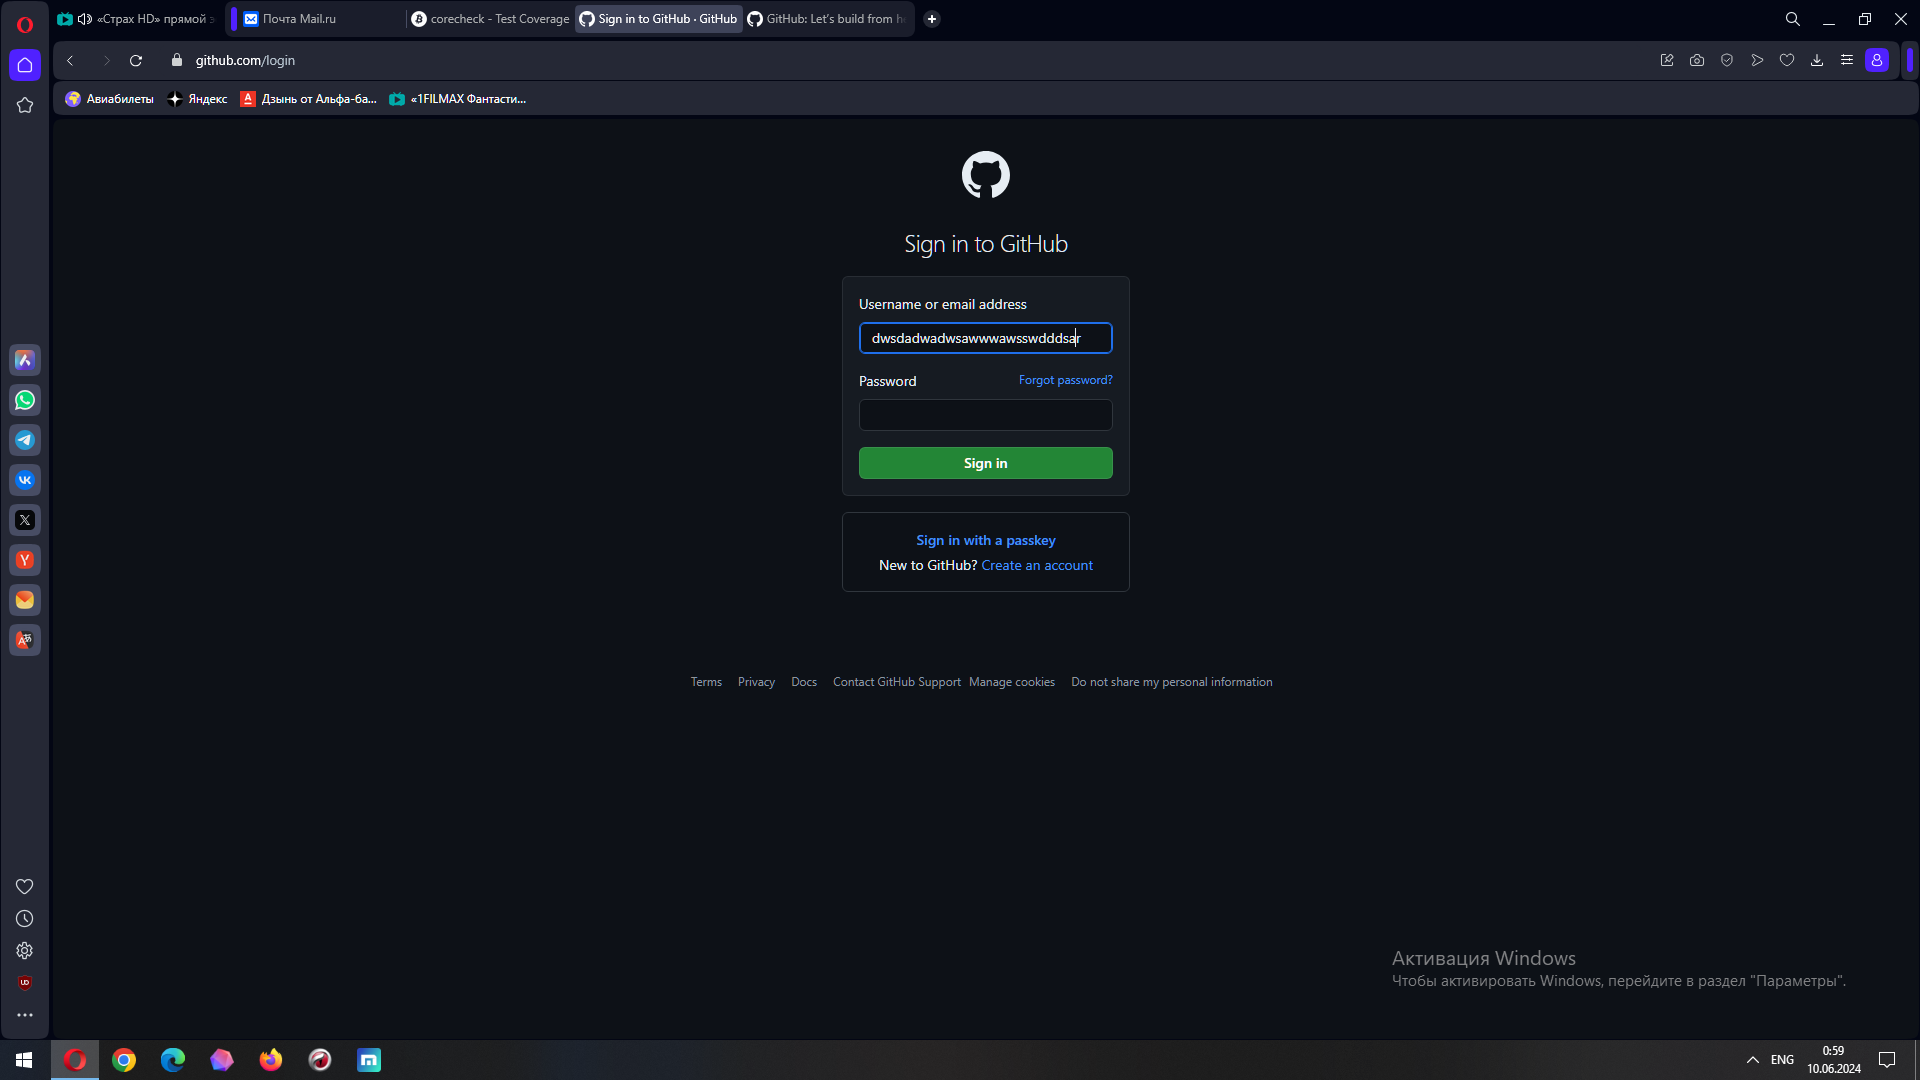 «Страх HD» прямой э
Почта Mail.ru
corecheck - Test Coverage
Sign in to GitHub · GitHub
GitHub: Let's build from he
github.com/login
Авиабилеты
Яндекс
Дзынь от Альфа-ба...
«1FILMAX Фантасти...
Sign in to GitHub
Username or email address
dwsdadwadwsawwwawsswdddsar
Password
Forgot password?
Sign in
Sign in with a passkey
New to GitHub? Create an account
Terms
Privacy
Docs
Contact GitHub Support
Manage cookies
Do not share my personal information
Активация Windows
Чтобы активировать Windows, перейдите в раздел "Параметры".
ENG
0:59
10.06.2024